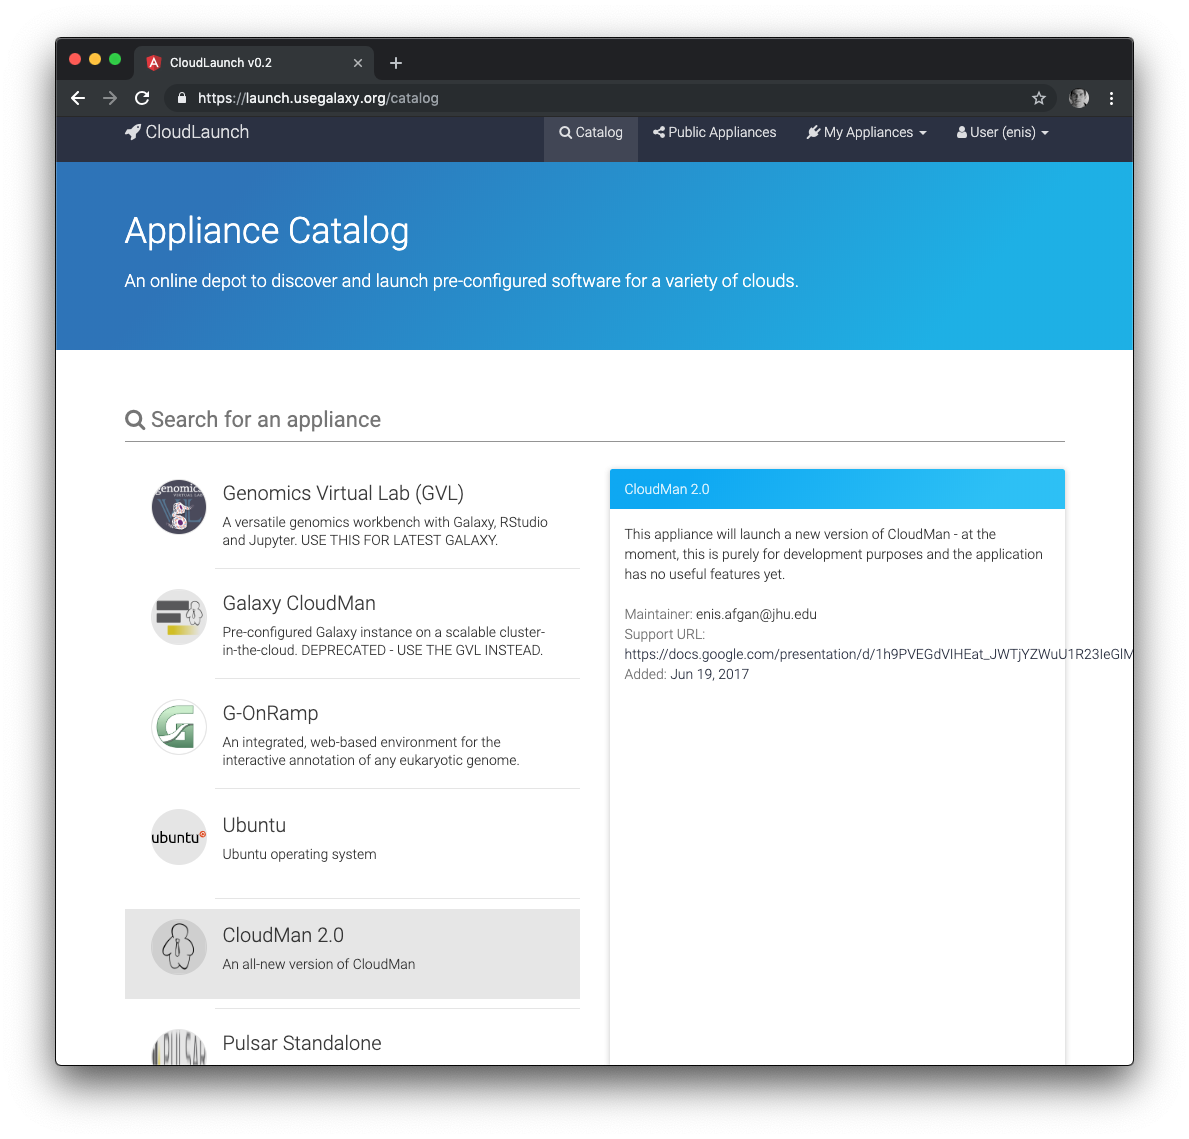 CloudLaunch v0.2
https://launch.usegalaxy.org/catalog
CloudLaunch
Catalog
Public Appliances
My Appliances
User (enis)
Appliance Catalog
An online depot to discover and launch pre-configured software for a variety of clouds.
Search for an appliance
genomics
VIRTUAL LAB
Genomics Virtual Lab (GVL)
A versatile genomics workbench with Galaxy, RStudio
and Jupyter. USE THIS FOR LATEST GALAXY.
Galaxy CloudMan
Pre-configured Galaxy instance on a scalable cluster-
in-the-cloud. DEPRECATED - USE THE GVL INSTEAD.
G-OnRamp
An integrated, web-based environment for the
interactive annotation of any eukaryotic genome.
ubuntu
Ubuntu
Ubuntu operating system
CloudMan 2.0
An all-new version of CloudMan
PULSAR
Pulsar Standalone
CloudMan 2.0
This appliance will launch a new version of CloudMan - at the
moment, this is purely for development purposes and the application
has no useful features yet.
Maintainer: enis.afgan@jhu.edu
Support URL:
https://docs.google.com/presentation/d/1h9PVEGdVIHEat_JWTjYZWuU1R23IeGIM
Added: Jun 19, 2017